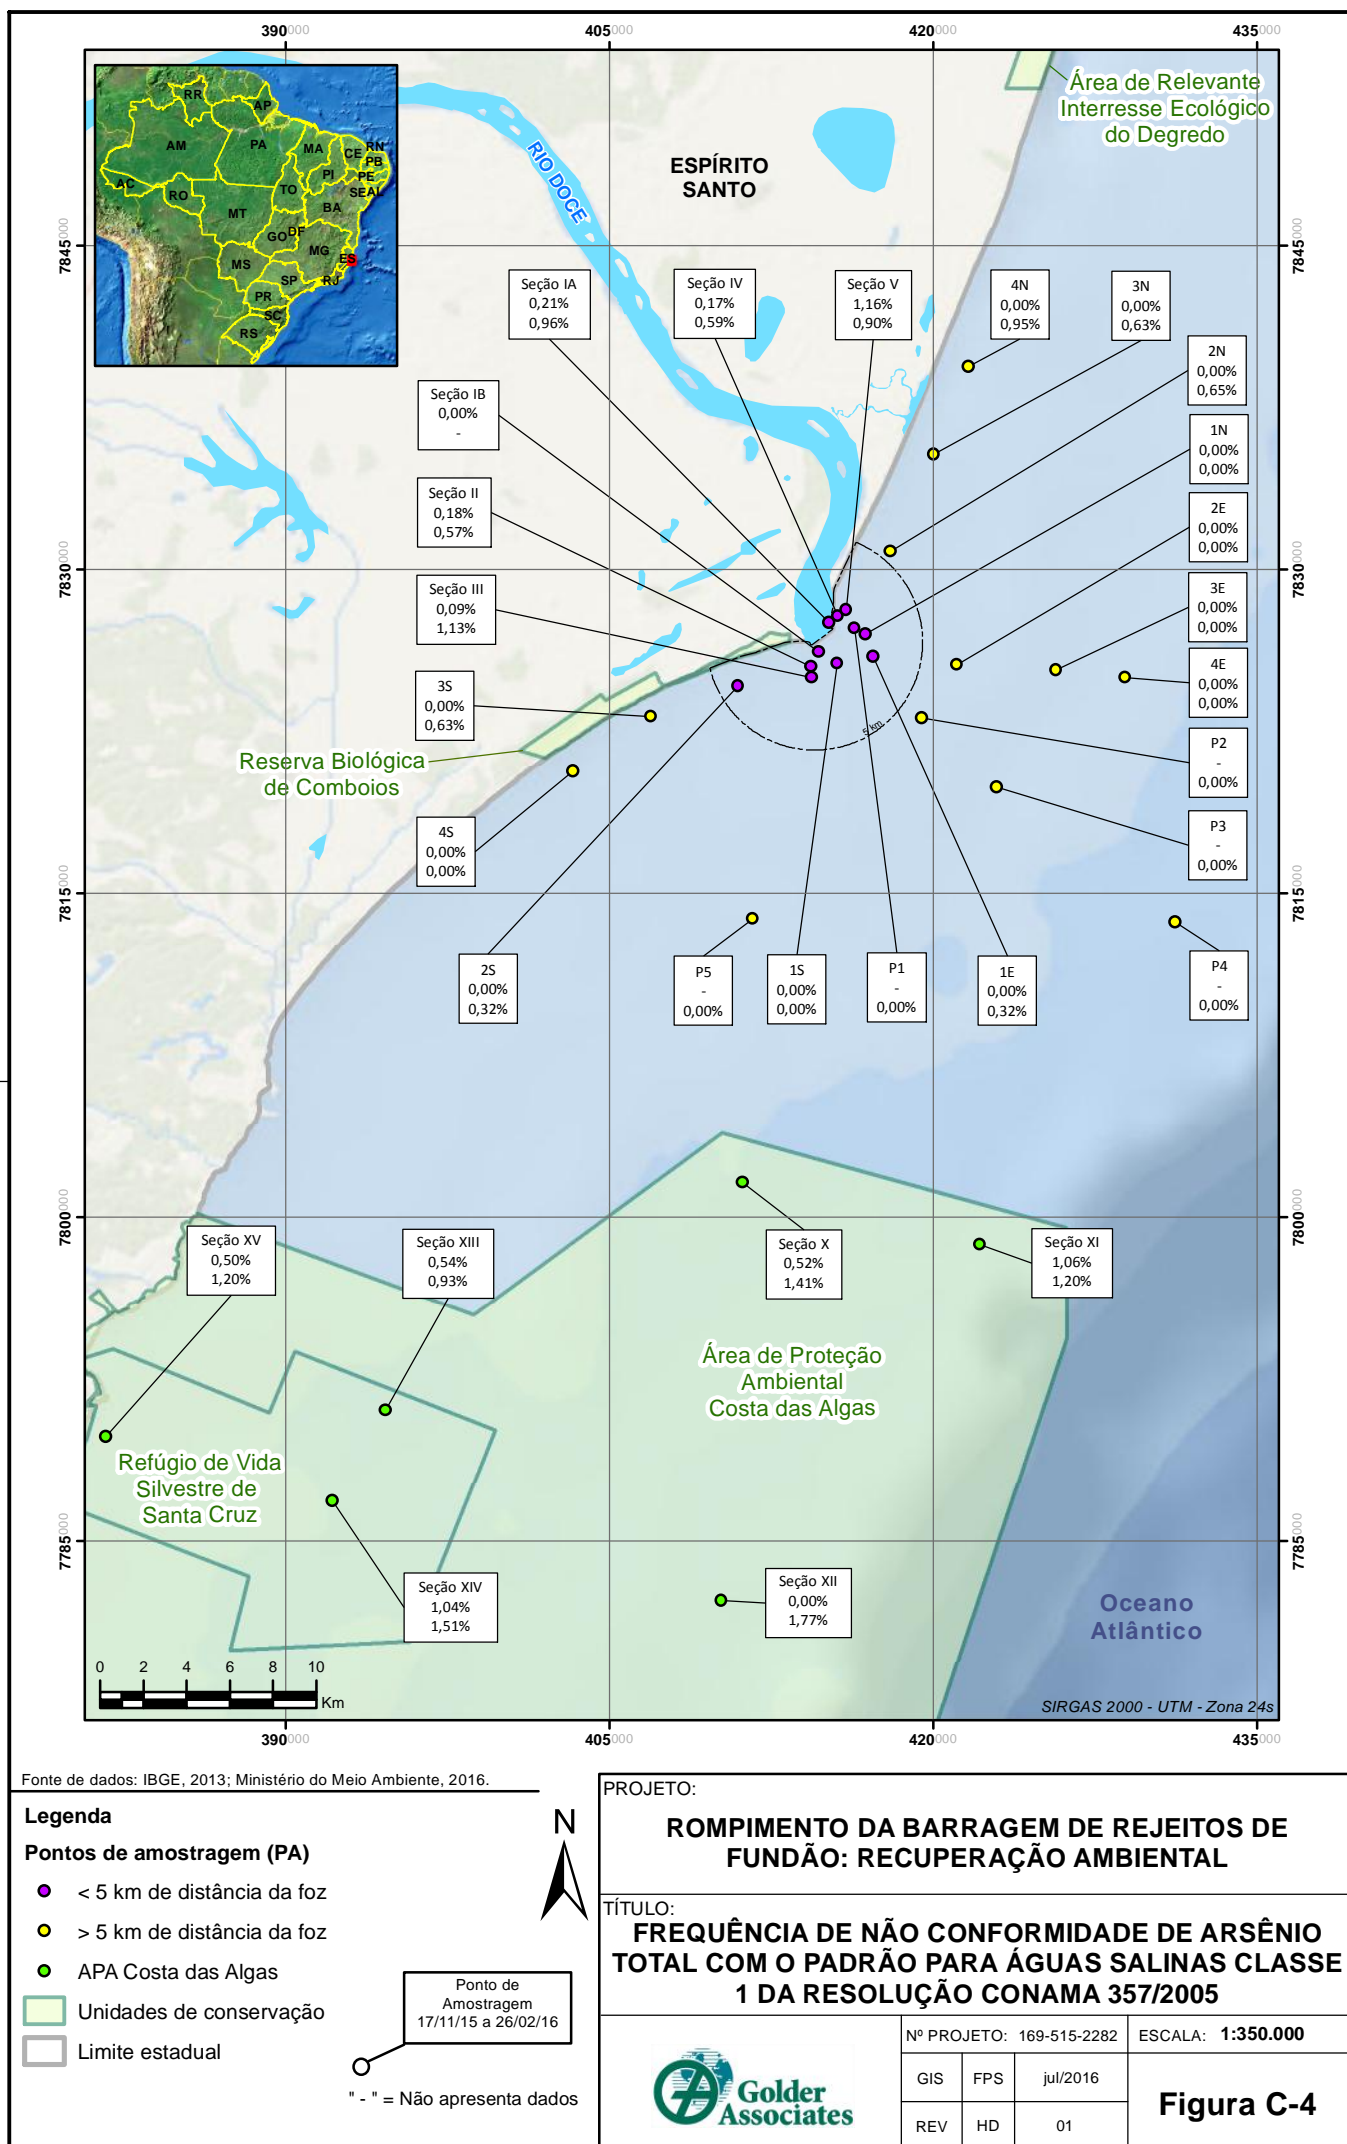 390000 405000 420000 435000
7845000 7845000
7830000 7830000
7815000 7815000
7800000 7800000
7785000 7785000
390000 405000 420000 435000
RR
AP
AM
PA
MA
CE
RN
PB
PE
PI
AC
RO
TO
SE
AL
BA
MT
GO
DF
MG
ES
MS
SP
RJ
PR
SC
RS
RIO DOCE
ESPÍRITO
SANTO
Área de Relevante
Interresse Ecológico
do Degredo
Seção IA
0,21%
0,96%
Seção IV
0,17%
0,59%
Seção V
1,16%
0,90%
4N
0,00%
0,95%
3N
0,00%
0,63%
2N
0,00%
0,65%
Seção IB
0,00%
-
1N
0,00%
0,00%
Seção II
0,18%
0,57%
2E
0,00%
0,00%
Seção III
0,09%
1,13%
3E
0,00%
0,00%
3S
0,00%
0,63%
4E
0,00%
0,00%
5 km
Reserva Biológica
de Comboios
P2
-
0,00%
4S
0,00%
0,00%
P3
-
0,00%
2S
0,00%
0,32%
P5
-
0,00%
1S
0,00%
0,00%
P1
-
0,00%
1E
0,00%
0,32%
P4
-
0,00%
Seção XV
0,50%
1,20%
Seção XIII
0,54%
0,93%
Seção X
0,52%
1,41%
Seção XI
1,06%
1,20%
Área de Proteção
Ambiental
Costa das Algas
Refúgio de Vida
Silvestre de
Santa Cruz
Seção XIV
1,04%
1,51%
Seção XII
0,00%
1,77%
Oceano
Atlântico
0 2 4 6 8 10
Km
SIRGAS 2000 - UTM - Zona 24s
Fonte de dados: IBGE, 2013; Ministério do Meio Ambiente, 2016.
Legenda
Pontos de amostragem (PA)
< 5 km de distância da foz
> 5 km de distância da foz
APA Costa das Algas
Unidades de conservação
Limite estadual
N
Ponto de
Amostragem
17/11/15 a 26/02/16
" - " = Não apresenta dados
PROJETO:
ROMPIMENTO DA BARRAGEM DE REJEITOS DE
FUNDÃO: RECUPERAÇÃO AMBIENTAL
TÍTULO:
FREQUÊNCIA DE NÃO CONFORMIDADE DE ARSÊNIO
TOTAL COM O PADRÃO PARA ÁGUAS SALINAS CLASSE
1 DA RESOLUÇÃO CONAMA 357/2005
Golder
Associates
Nº PROJETO: 169-515-2282
ESCALA: 1:350.000
GIS FPS jul/2016
REV HD 01
Figura C-4